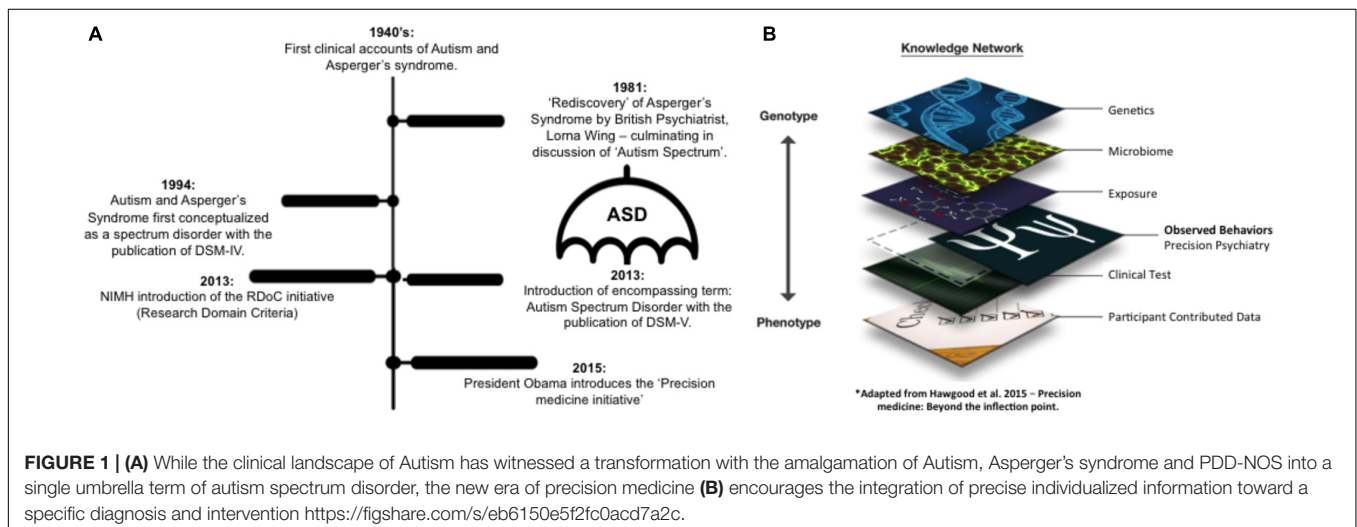 A
1940's:
First clinical accounts of Autism and
Asperger's syndrome.
1981:
'Rediscovery' of Asperger's
Syndrome by British Psychiatrist,
Lorna Wing – culminating in
discussion of 'Autism Spectrum'.
1994:
Autism and Asperger's
Syndrome first conceptualized
as a spectrum disorder with the
publication of DSM-IV.
ASD
2013:
NIMH introduction of the RDoC initiative
(Research Domain Criteria)
2013:
Introduction of encompassing term:
Autism Spectrum Disorder with the
publication of DSM-V.
2015:
President Obama introduces the 'Precision
medicine initiative'
B
Knowledge Network
Genotype
Phenotype
Genetics
Microbiome
Exposure
Ψ Ψ
Observed Behaviors
Precision Psychiatry
Clinical Test
Participant Contributed Data
*Adapted from Hawgood et al. 2015 – Precision
medicine: Beyond the inflection point.
FIGURE 1 | (A) While the clinical landscape of Autism has witnessed a transformation with the amalgamation of Autism, Asperger's syndrome and PDD-NOS into a
single umbrella term of autism spectrum disorder, the new era of precision medicine (B) encourages the integration of precise individualized information toward a
specific diagnosis and intervention https://figshare.com/s/eb6150e5f2fc0acd7a2c.